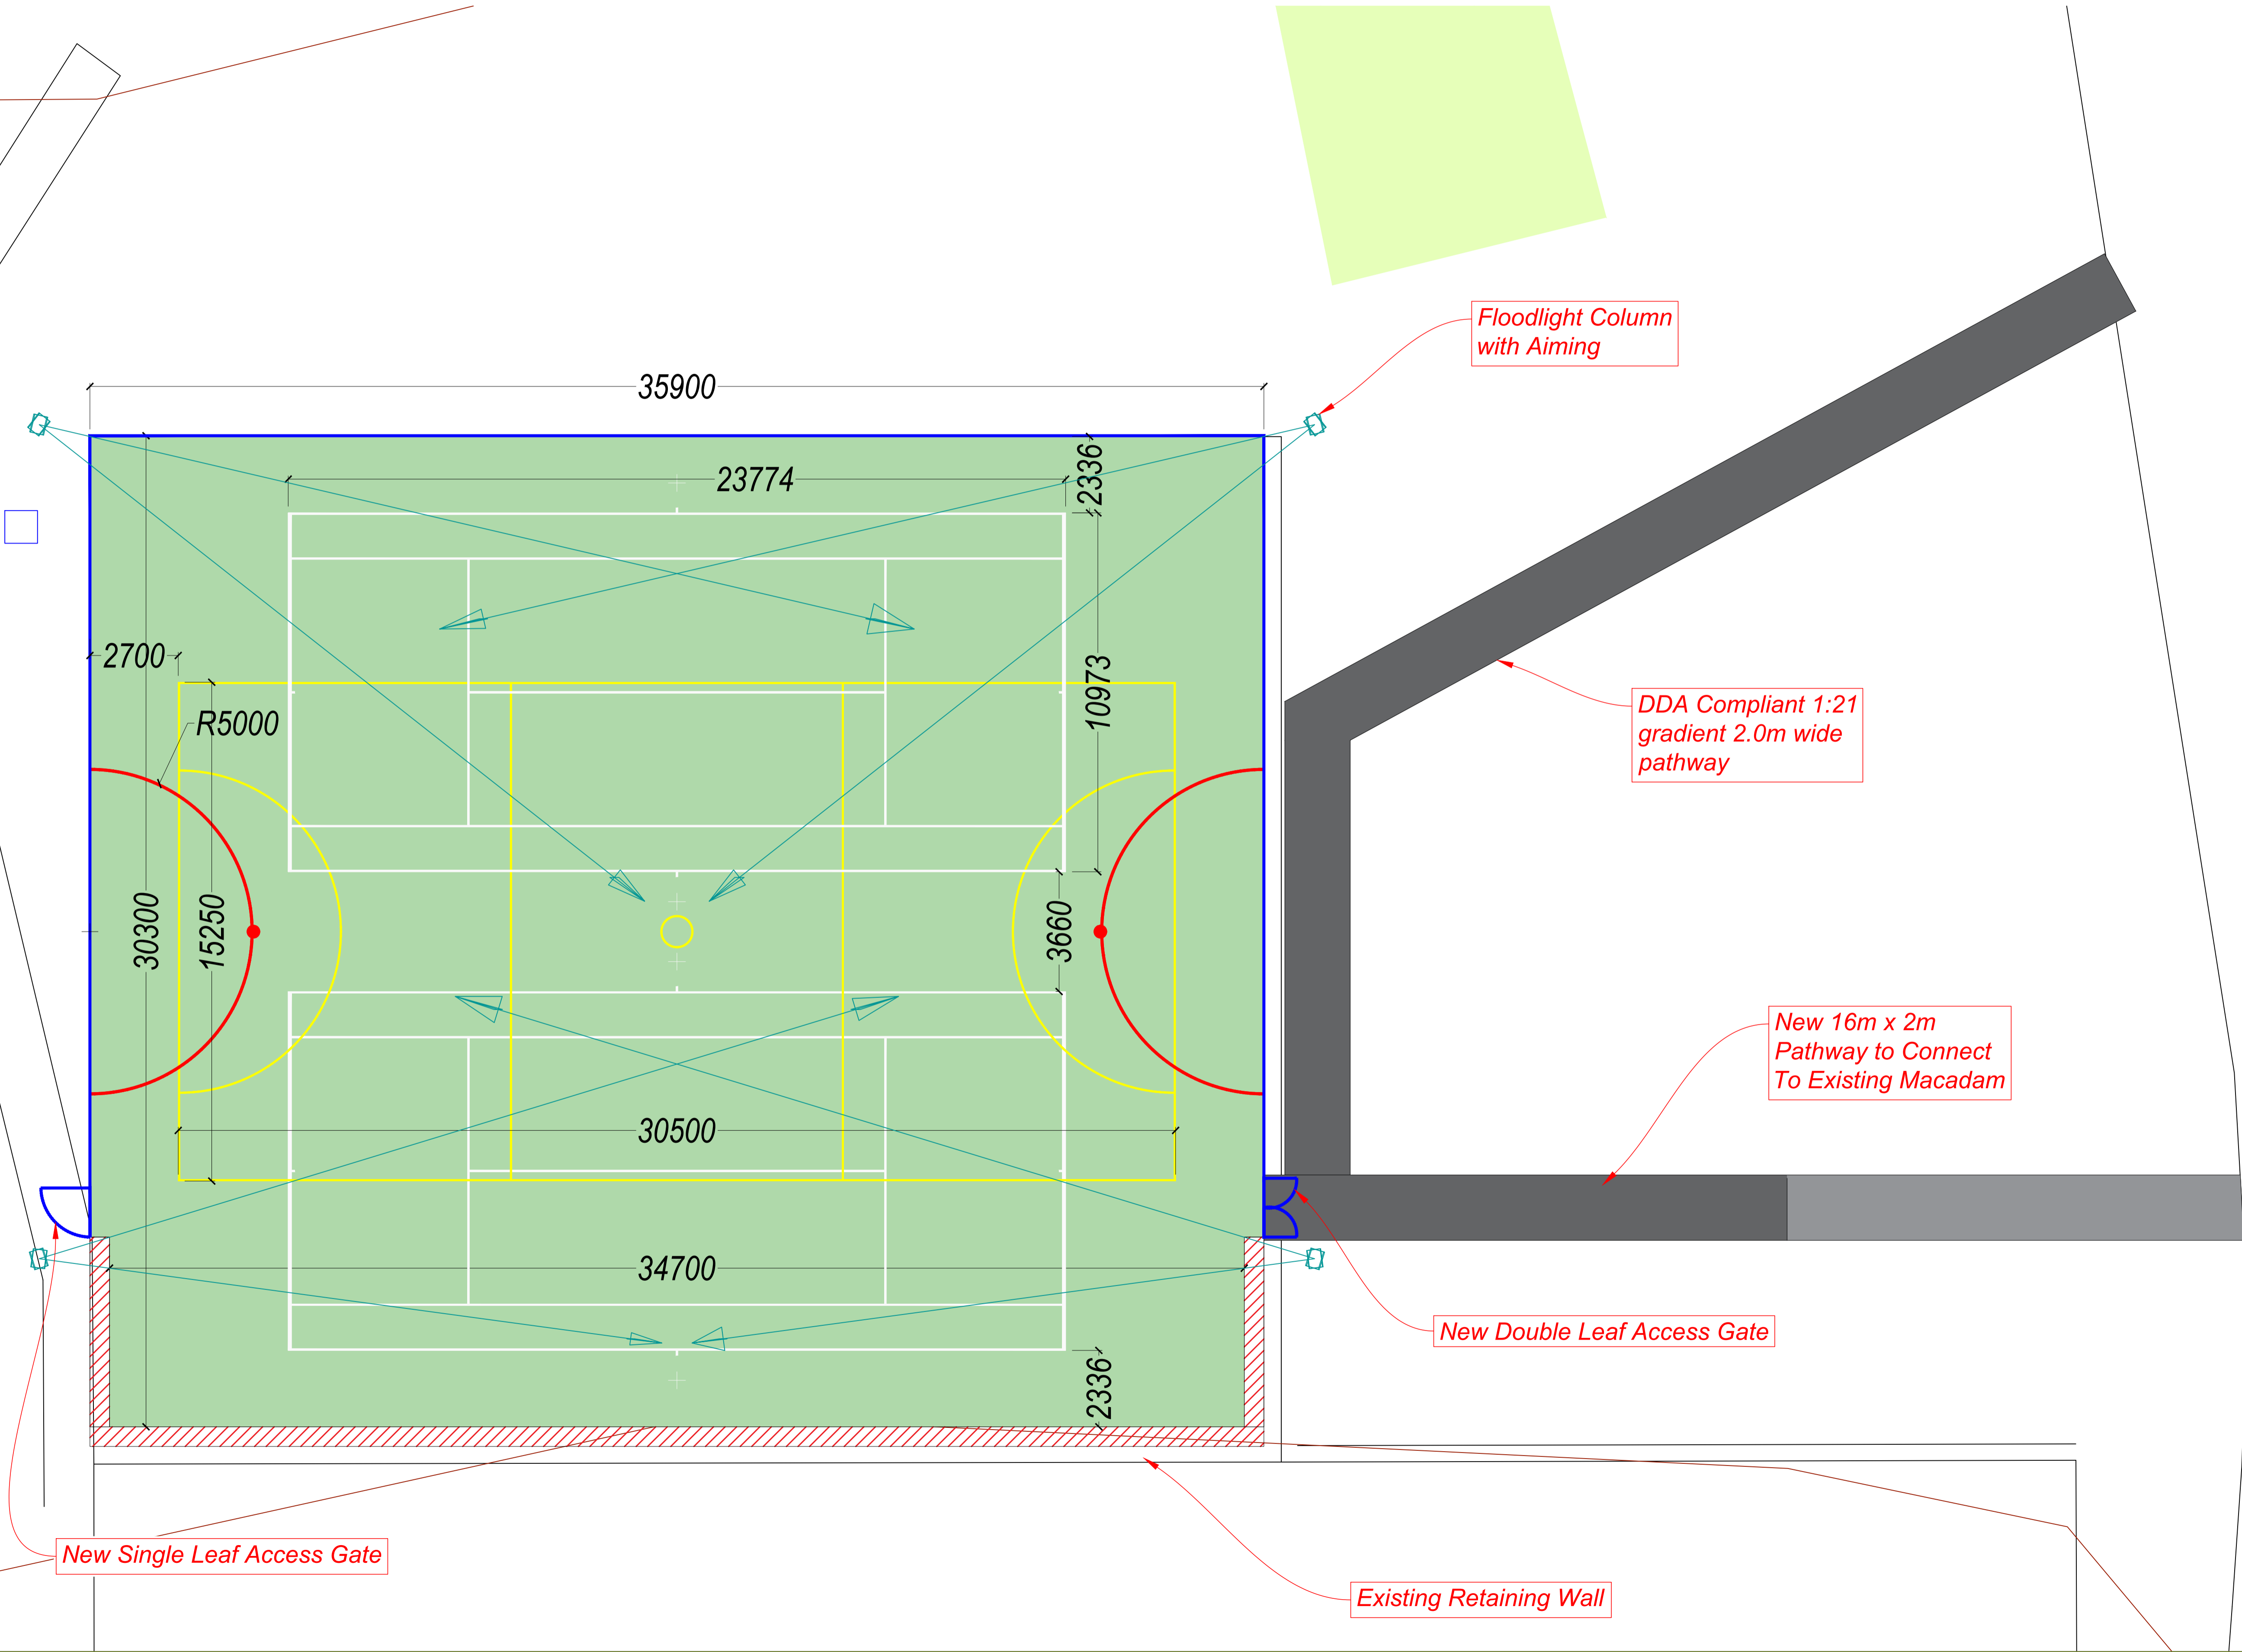 Floodlight Column
with Aiming
35900
23774
2336
2700
10973
R5000
DDA Compliant 1:21
gradient 2.0m wide
pathway
30300
15250
3660
New 16m x 2m
Pathway to Connect
To Existing Macadam
30500
34700
New Double Leaf Access Gate
2336
New Single Leaf Access Gate
Existing Retaining Wall